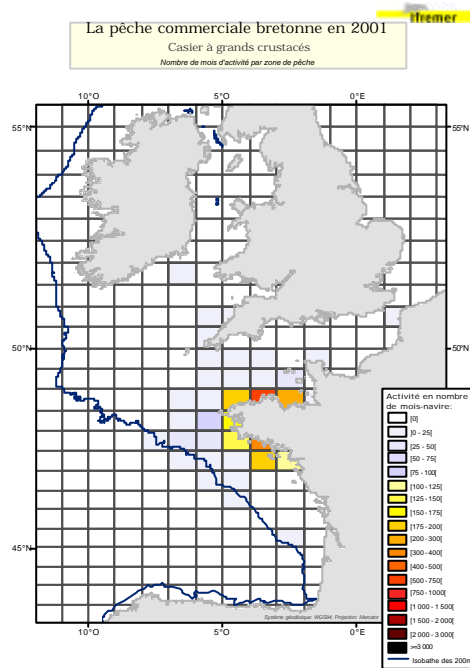 Ifremer
La pêche commerciale bretonne en 2001
Casier à grands crustacés
Nombre de mois d'activité par zone de pêche
10°O 5°O 0°E
55°N 55°N
50°N 50°N
45°N 45°N
10°O 5°O 0°E
Système géodésique: WGS84, Projection: Mercator
Activité en nombre
de mois-navire:
[0]
]0 - 25[
[25 - 50[
[50 - 75[
[75 - 100[
[100 - 125[
[125-150[
[150 - 175[
[175 - 200[
[200 - 300[
[300 - 400[
[400 - 500[
[500 - 750[
[750 - 1000[
[1 000 - 1 500[
[1 500 - 2 000[
[2 000 - 3 000[
>=3 000
Isobathe des 200m